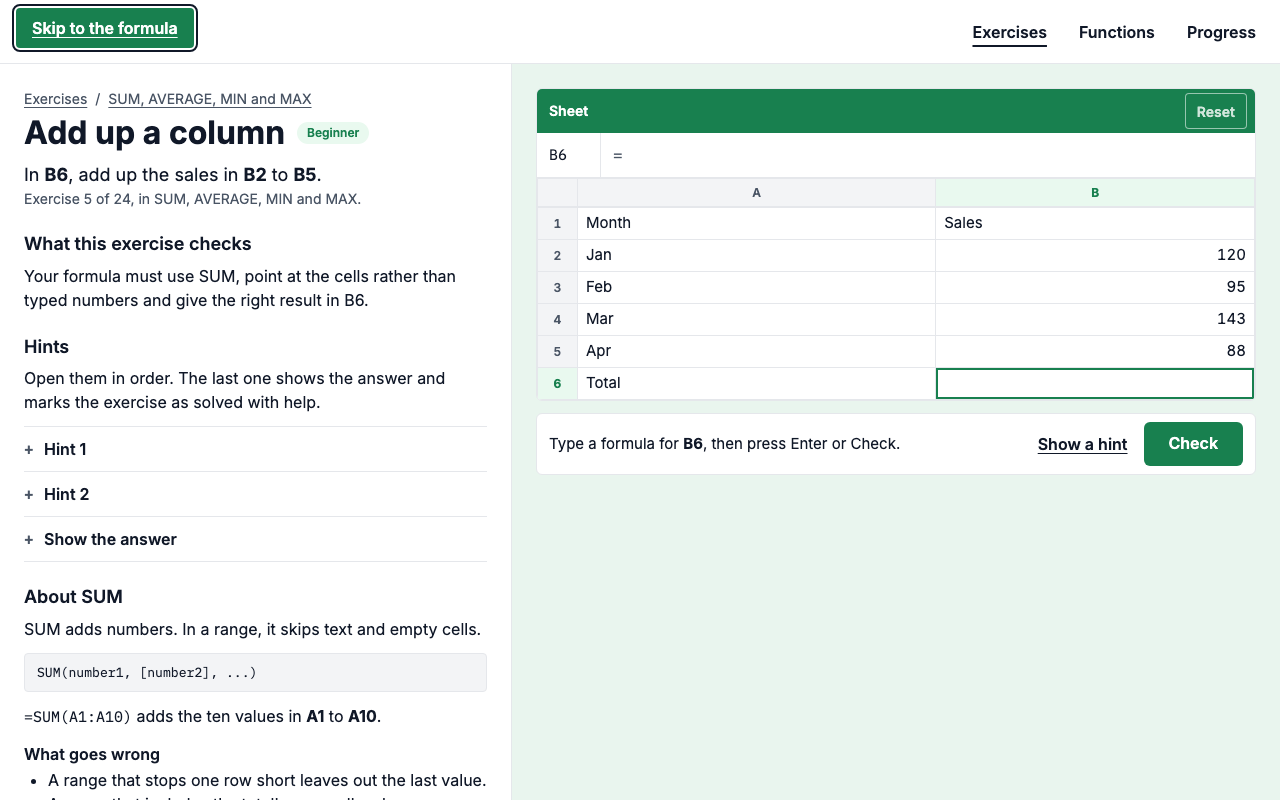 Skip to the formula
Exercises Functions Progress
Exercises / SUM, AVERAGE, MIN and MAX
Add up a column Beginner
In B6, add up the sales in B2 to B5.
Exercise 5 of 24, in SUM, AVERAGE, MIN and MAX.
What this exercise checks
Your formula must use SUM, point at the cells rather than
typed numbers and give the right result in B6.
Hints
Open them in order. The last one shows the answer and
marks the exercise as solved with help.
+ Hint 1
+ Hint 2
+ Show the answer
About SUM
SUM adds numbers. In a range, it skips text and empty cells.
SUM(number1, [number2], ...)
=SUM(A1:A10) adds the ten values in A1 to A10.
What goes wrong
• A range that stops one row short leaves out the last value.
Sheet Reset
B6 =
A B
1 Month Sales
2 Jan 120
3 Feb 95
4 Mar 143
5 Apr 88
6 Total
Type a formula for B6, then press Enter or Check. Show a hint Check